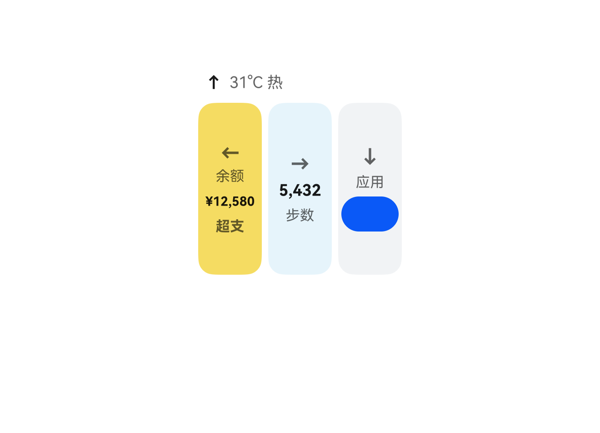 ↑ 31℃ 热
←
余额
¥12,580
超支
→
5,432
步数
↓
应用